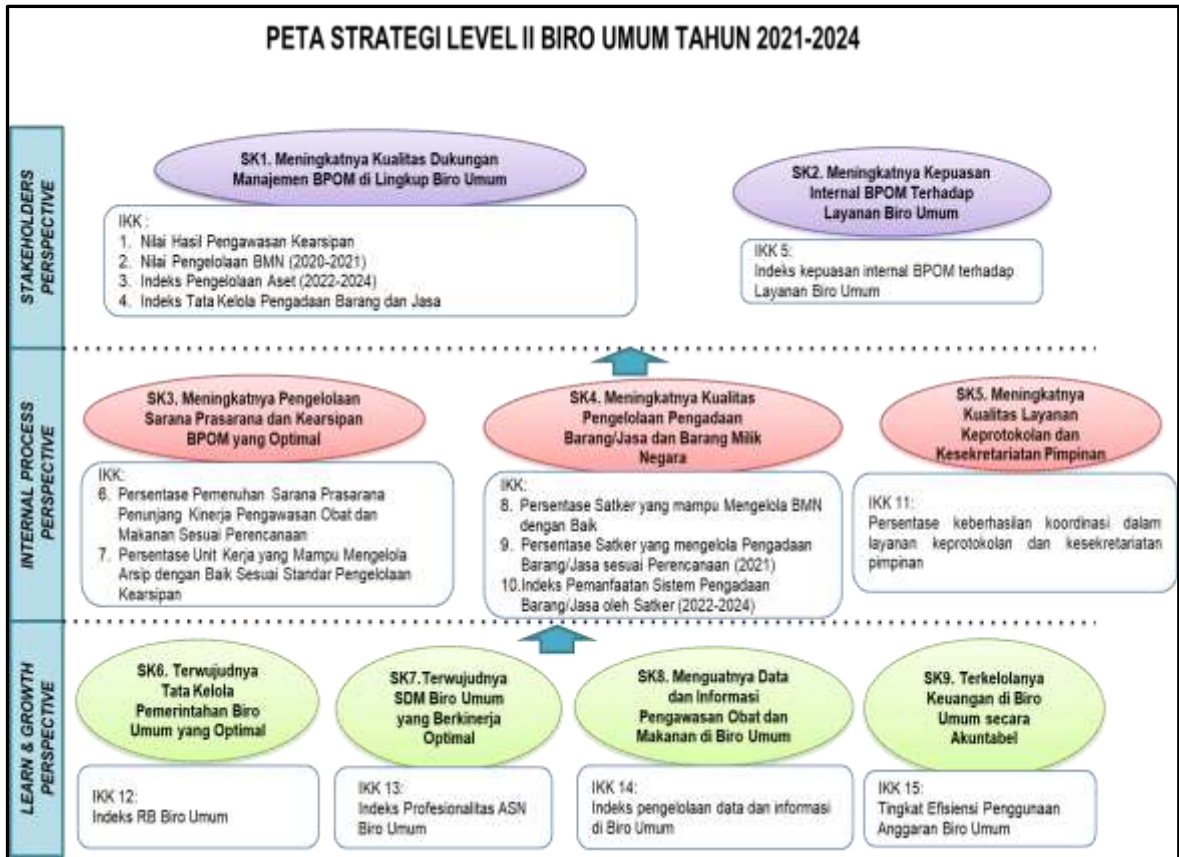 PETA STRATEGI LEVEL II BIRO UMUM TAHUN 2021-2024
STAKEHOLDERS
PERSPECTIVE
SK1. Meningkatnya Kualitas Dukungan
Manajemen BPOM di Lingkup Biro Umum
IKK :
1. Nilai Hasil Pengawasan Kearsipan
2. Nilai Pengelolaan BMN (2020-2021)
3. Indeks Pengelolaan Aset (2022-2024)
4. Indeks Tata Kelola Pengadaan Barang dan Jasa
SK2. Meningkatnya Kepuasan
Internal BPOM Terhadap
Layanan Biro Umum
IKK 5:
Indeks kepuasan internal BPOM terhadap
Layanan Biro Umum
INTERNAL PROCESS
PERSPECTIVE
SK3. Meningkatnya Pengelolaan
Sarana Prasarana dan Kearsipan
BPOM yang Optimal
IKK:
6. Persentase Pemenuhan Sarana Prasarana
Penunjang Kinerja Pengawasan Obat dan
Makanan Sesuai Perencanaan
7. Persentase Unit Kerja yang Mampu Mengelola
Arsip dengan Baik Sesuai Standar Pengelolaan
Kearsipan
SK4. Meningkatnya Kualitas
Pengelolaan Pengadaan
Barang/Jasa dan Barang Milik
Negara
IKK:
8. Persentase Satker yang mampu Mengelola BMN
dengan Baik
9. Persentase Satker yang mengelola Pengadaan
Barang/Jasa sesuai Perencanaan (2021)
10.Indeks Pemanfaatan Sistem Pengadaan
Barang/Jasa oleh Satker (2022-2024)
SK5. Meningkatnya
Kualitas Layanan
Keprotokolan dan
Kesekretariatan Pimpinan
IKK 11:
Persentase keberhasilan koordinasi dalam
layanan keprotokolan dan kesekretariatan
pimpinan
LEARN & GROWTH
PERSPECTIVE
SK6. Terwujudnya
Tata Kelola
Pemerintahan Biro
Umum yang Optimal
IKK 12:
Indeks RB Biro Umum
SK7.Terwujudnya
SDM Biro Umum
yang Berkinerja
Optimal
IKK 13:
Indeks Profesionalitas ASN
Biro Umum
SK8. Menguatnya Data
dan Informasi
Pengawasan Obat dan
Makanan di Biro Umum
IKK 14:
Indeks pengelolaan data dan informasi
di Biro Umum
SK9. Terkelolanya
Keuangan di Biro
Umum secara
Akuntabel
IKK 15:
Tingkat Efisiensi Penggunaan
Anggaran Biro Umum